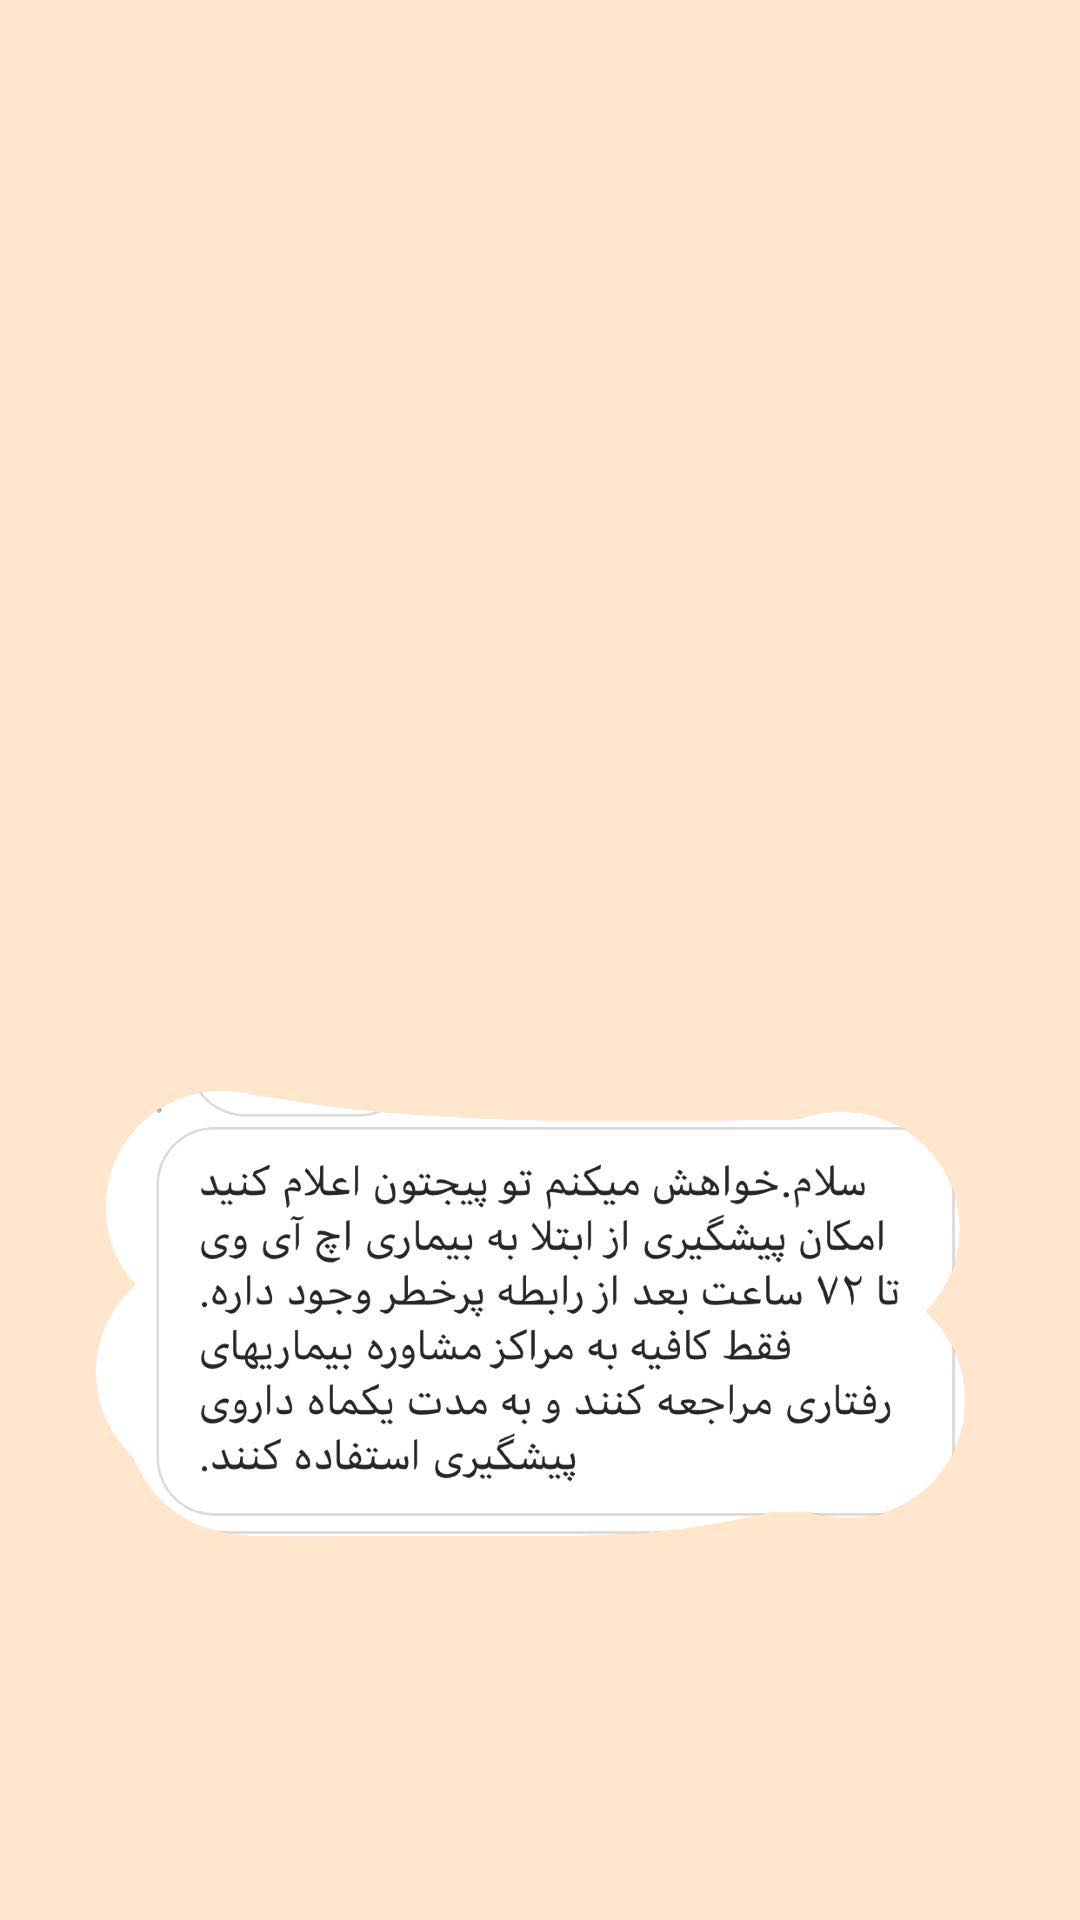 سلام.خواهش میکنم تو پیجتون اعلام کنید
امکان پیشگیری از ابتلا به بیماری اچ آی وی
تا ۷۲ ساعت بعد از رابطه پرخطر وجود داره.
فقط کافیه به مراکز مشاوره بیماریهای
رفتاری مراجعه کنند و به مدت یکماه داروی
پیشگیری استفاده کنند.